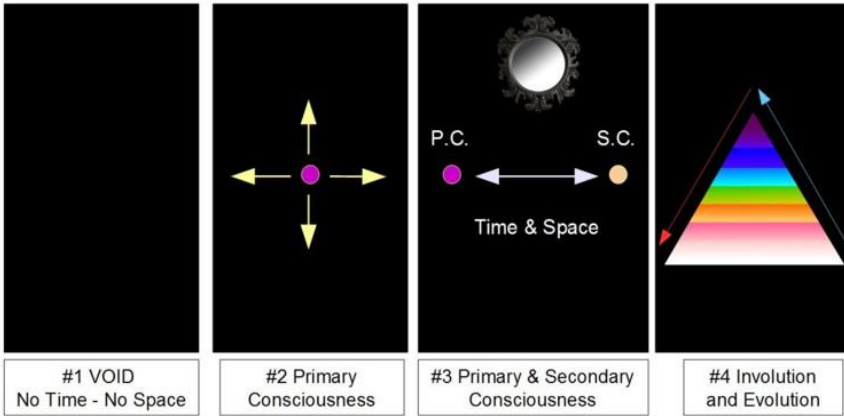 P.C.
S.C.
Time & Space
#1 VOID
No Time - No Space
#2 Primary
Consciousness
#3 Primary & Secondary
Consciousness
#4 Involution
and Evolution